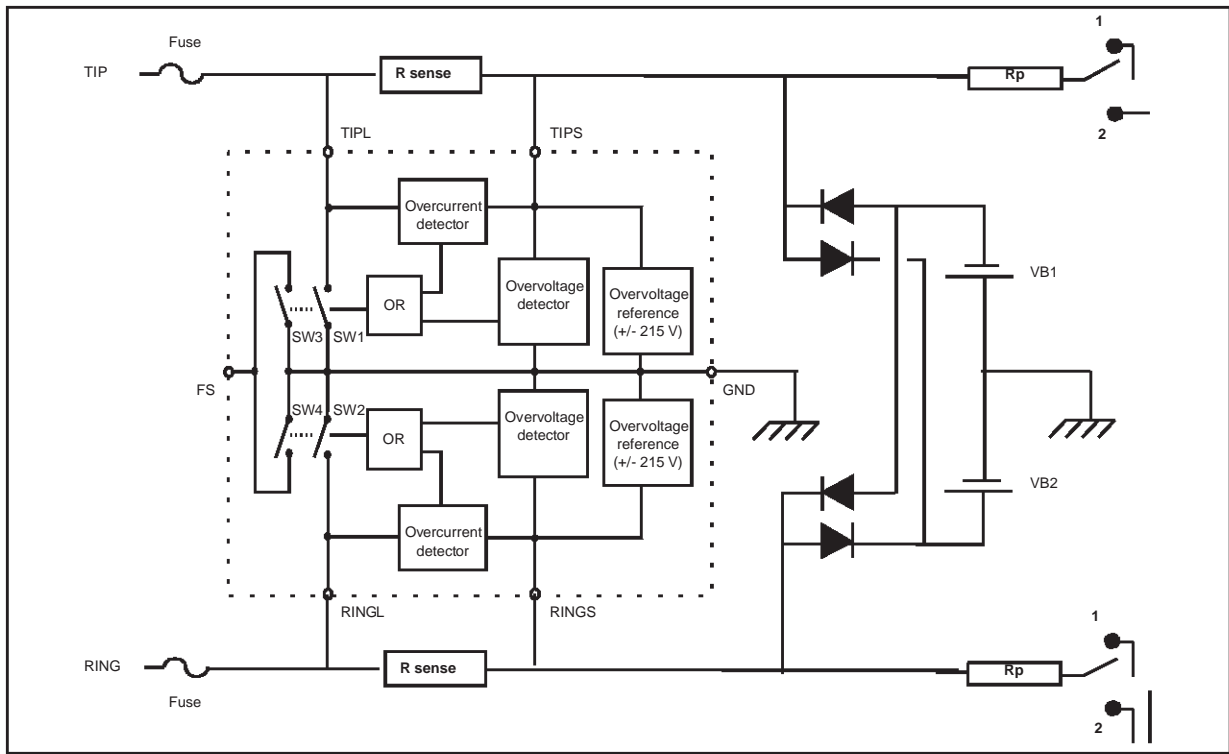 Fuse
TIP
R sense
Rp
1
2
TIPL
TIPS
Overcurrent
detector
OR
Overvoltage
detector
Overvoltage
reference
(+/- 215 V)
SW3
SW1
VB1
FS
GND
SW4
SW2
OR
Overvoltage
detector
Overvoltage
reference
(+/- 215 V)
VB2
Overcurrent
detector
RINGL
RINGS
RING
Fuse
R sense
Rp
1
2